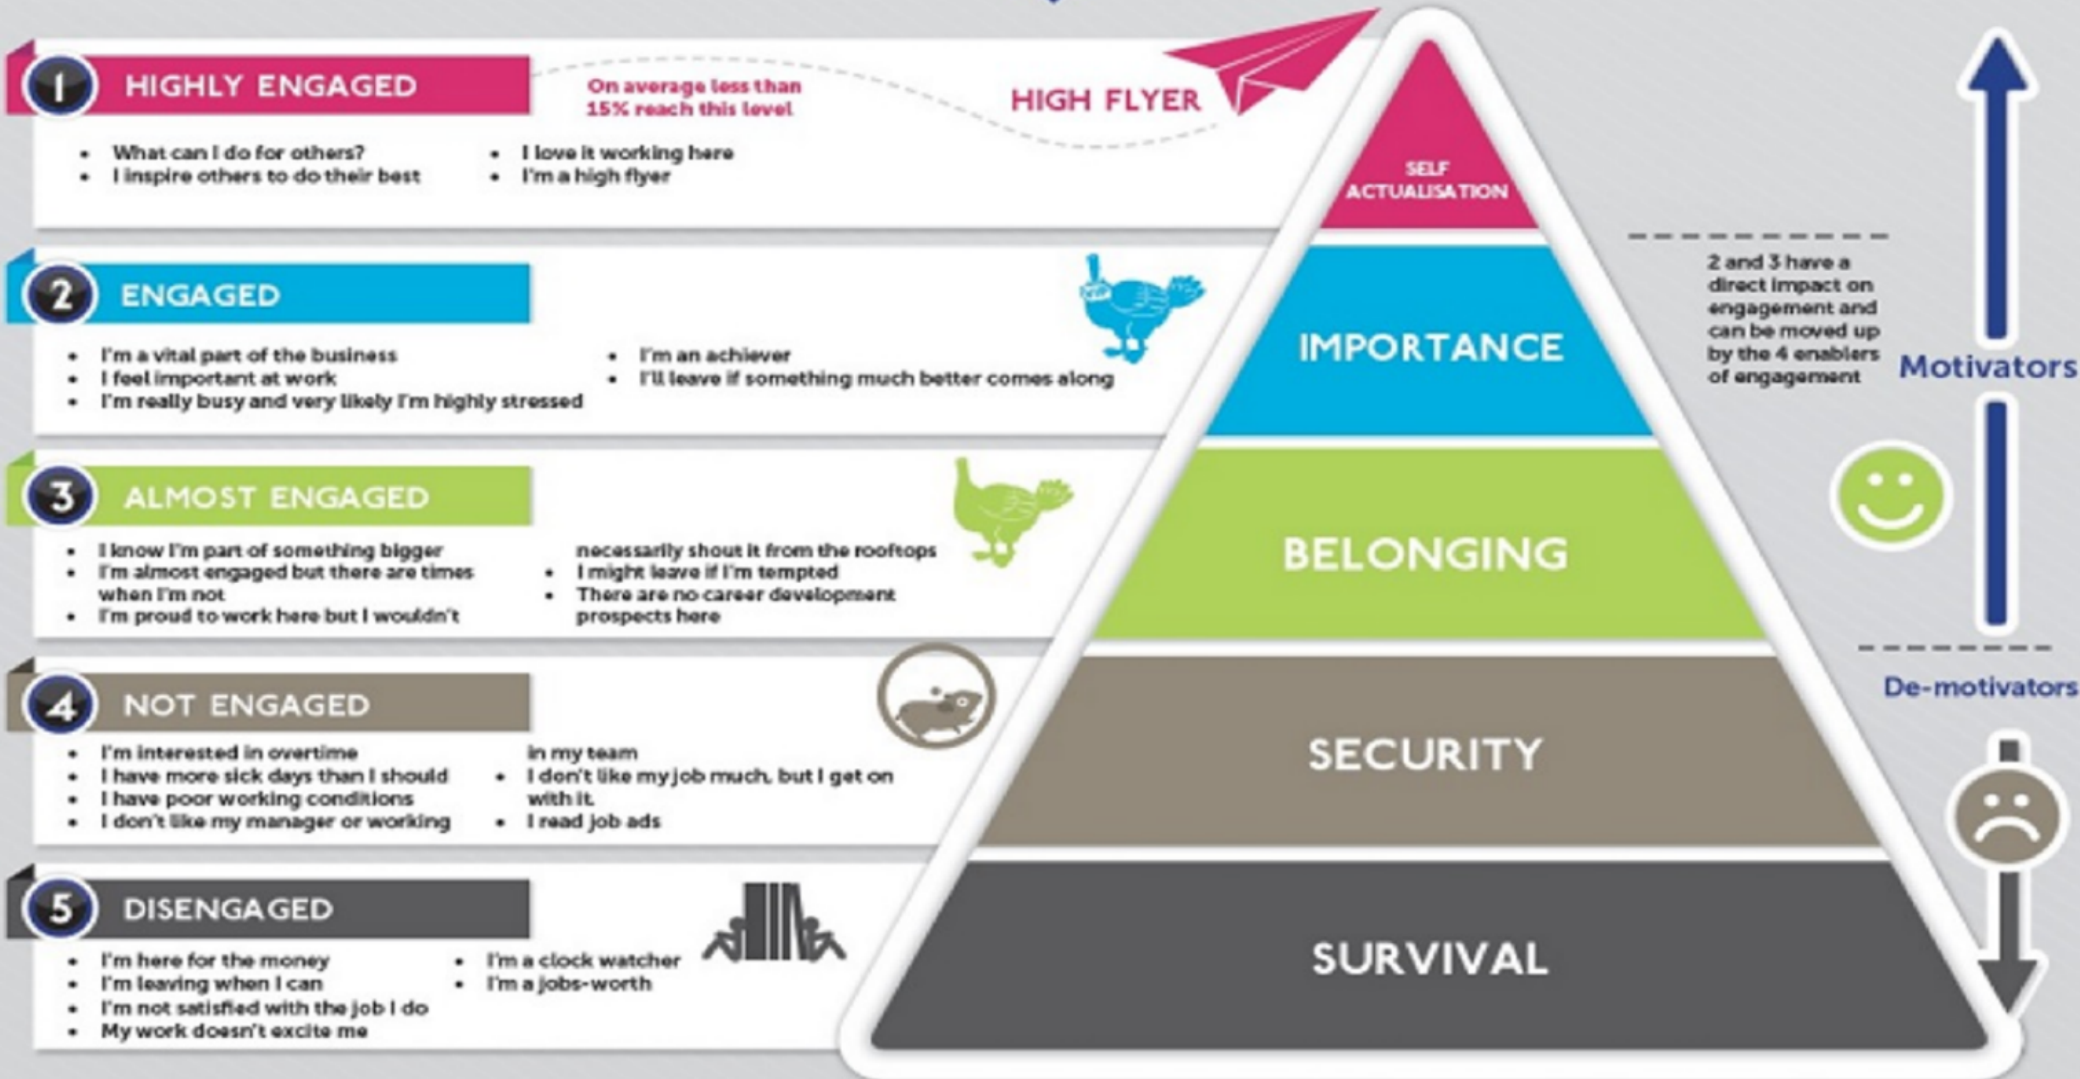 1
HIGHLY ENGAGED
On average less than
15% reach this level
HIGH FLYER
• What can I do for others?
• I inspire others to do their best
• I love it working here
• I'm a high flyer
SELF
ACTUALISATION
2
ENGAGED
• I'm a vital part of the business
• I feel important at work
• I'm really busy and very likely I'm highly stressed
• I'm an achiever
• I'll leave if something much better comes along
IMPORTANCE
2 and 3 have a
direct impact on
engagement and
can be moved up
by the 4 enablers
of engagement
Motivators
3
ALMOST ENGAGED
• I know I'm part of something bigger
• I'm almost engaged but there are times
when I'm not
• I'm proud to work here but I wouldn't
necessarily shout it from the rooftops
• I might leave if I'm tempted
• There are no career development
prospects here
BELONGING
4
NOT ENGAGED
• I'm interested in overtime
• I have more sick days than I should
• I have poor working conditions
• I don't like my manager or working
in my team
• I don't like my job much, but I get on
with it.
• I read job ads
SECURITY
De-motivators
5
DISENGAGED
• I'm here for the money
• I'm leaving when I can
• I'm not satisfied with the job I do
• My work doesn't excite me
• I'm a clock watcher
• I'm a jobs-worth
SURVIVAL